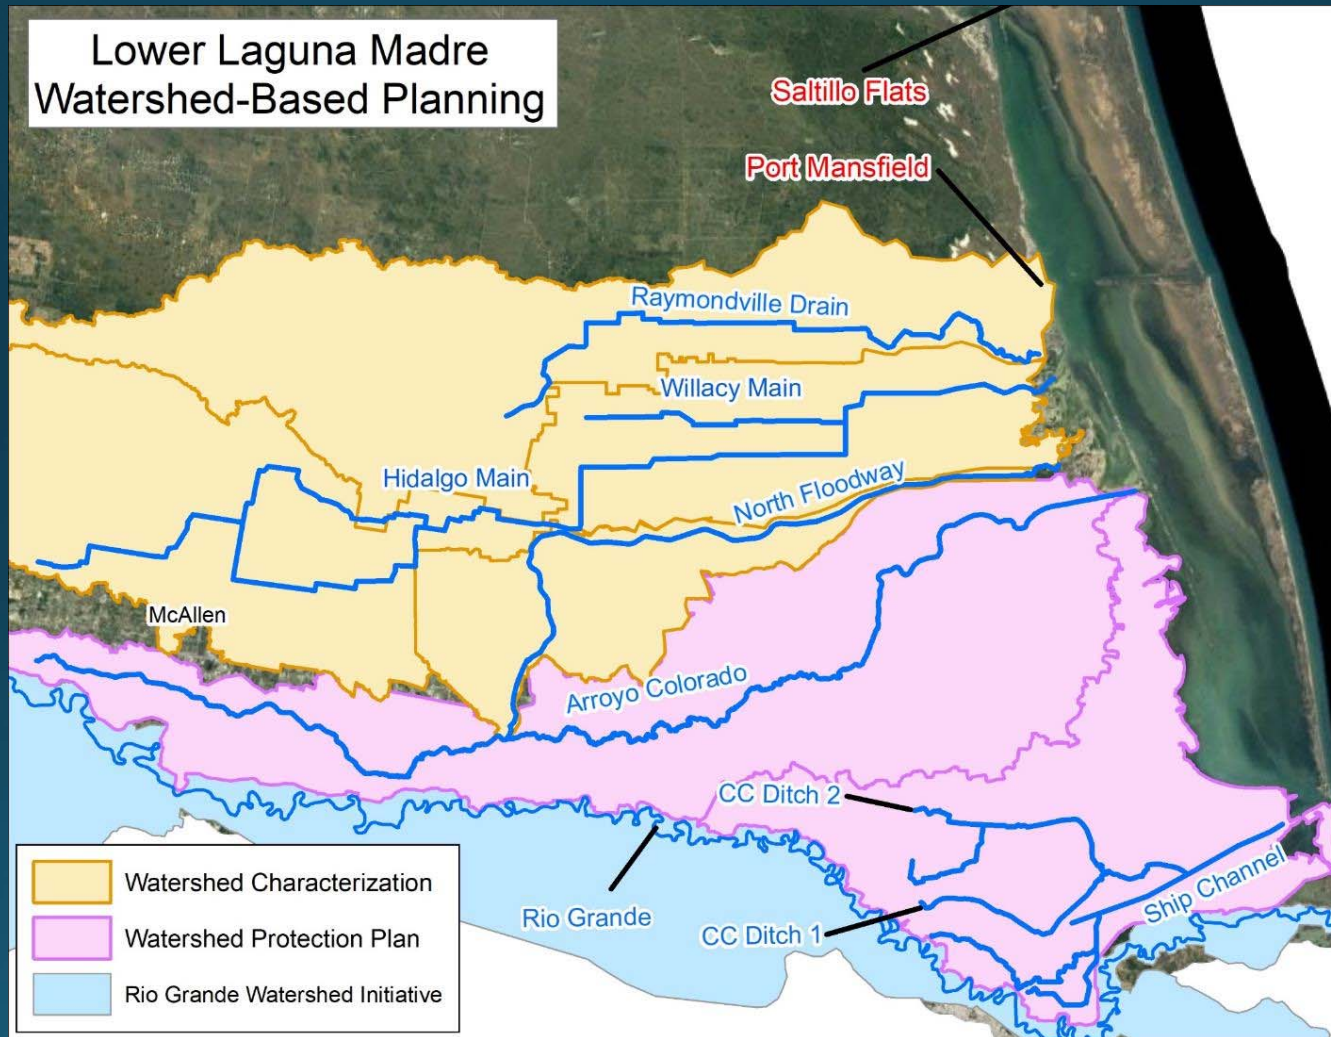 Lower Laguna Madre
Watershed-Based Planning
Saltillo Flats
Port Mansfield
Raymondville Drain
Willacy Main
Hidalgo Main
North Floodway
McAllen
Arroyo Colorado
CC Ditch 2
Ship Channel
Rio Grande
CC Ditch 1
Watershed Characterization
Watershed Protection Plan
Rio Grande Watershed Initiative